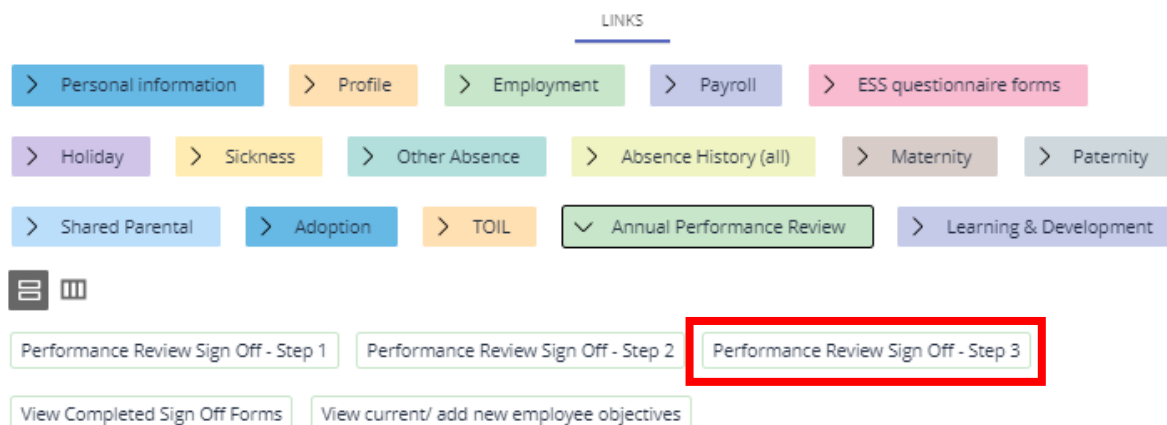 LINKS
Personal information Profile Employment Payroll ESS questionnaire forms
Holiday Sickness Other Absence Absence History (all) Maternity Paternity
Shared Parental Adoption TOIL Annual Performance Review Learning & Development
Performance Review Sign Off - Step 1 Performance Review Sign Off - Step 2 Performance Review Sign Off - Step 3
View Completed Sign Off Forms View current/ add new employee objectives